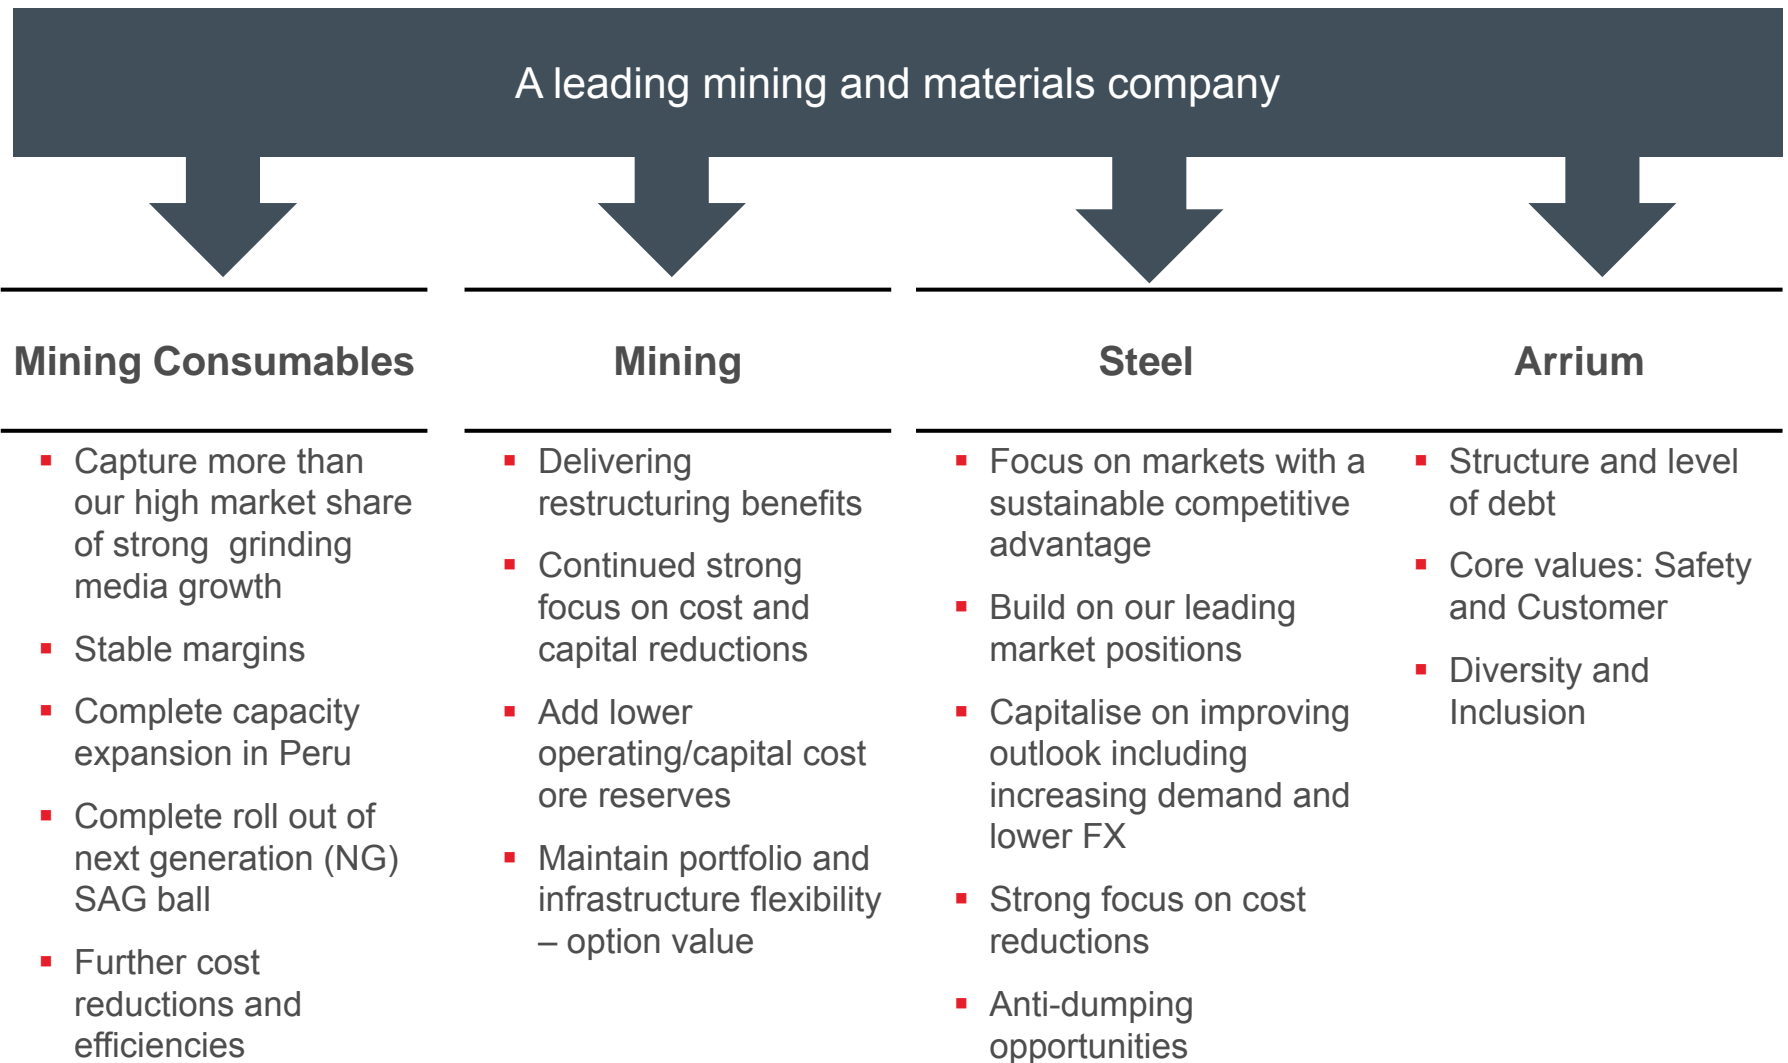 A leading mining and materials company
Mining Consumables
▪ Capture more than
our high market share
of strong  grinding
media growth
▪ Stable margins
▪ Complete capacity
expansion in Peru
▪ Complete roll out of
next generation (NG)
SAG ball
▪ Further cost
reductions and
efficiencies
Mining
▪ Delivering
restructuring benefits
▪ Continued strong
focus on cost and
capital reductions
▪ Add lower
operating/capital cost
ore reserves
▪ Maintain portfolio and
infrastructure flexibility
– option value
Steel
▪ Focus on markets with a
sustainable competitive
advantage
▪ Build on our leading
market positions
▪ Capitalise on improving
outlook including
increasing demand and
lower FX
▪ Strong focus on cost
reductions
▪ Anti-dumping
opportunities
Arrium
▪ Structure and level
of debt
▪ Core values: Safety
and Customer
▪ Diversity and
Inclusion